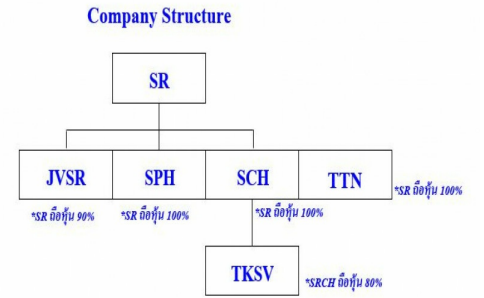 Company Structure
SR
JVSR SPH SCH TTN
*SR ถือหุ้น 100%
*SR ถือหุ้น 90% *SR ถือหุ้น 100% *SR ถือหุ้น 100%
TKSV
*SRCH ถือหุ้น 80%